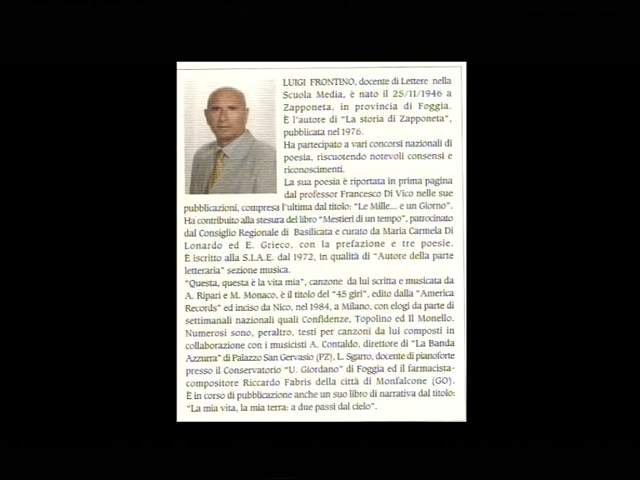 LUIGI FRONTINO, docente di Lettere nella
Scuola Media, è nato il 25/11/1946 a
Zapponeta, in provincia di Foggia.
È l'autore di "La storia di Zapponeta",
pubblicata nel 1976.
Ha partecipato a vari concorsi nazionali di
poesia, riscuotendo notevoli consensi e
riconoscimenti.
La sua poesia è riportata in prima pagina
dal professor Francesco Di Vico nelle sue
pubblicazioni, compresa l'ultima dal titolo: "Le Mille... e un Giorno".
Ha contribuito alla stesura del libro "Mestieri di un tempo", patrocinato
dal Consiglio Regionale di Basilicata e curato da Maria Carmela Di
Lonardo ed E. Grieco, con la prefazione e tre poesie.
È iscritto alla S.I.A.E. dal 1972, in qualità di "Autore della parte
letteraria" sezione musica.
"Questa, questa è la vita mia", canzone da lui scritta e musicata da
A. Ripari e M. Monaco, è il titolo del "45 giri", edito dalla "America
Records" ed inciso da Nico, nel 1984, a Milano, con elogi da parte di
settimanali nazionali quali Confidenze, Topolino ed Il Monello.
Numerosi sono, peraltro, testi per canzoni da lui composti in
collaborazione con i musicisti A. Contaldo, direttore di "La Banda
Azzurra" di Palazzo San Gervasio (PZ), L. Sgarro, docente di pianoforte
presso il Conservatorio "U. Giordano" di Foggia ed il farmacista-
compositore Riccardo Fabris della città di Monfalcone (GO).
È in corso di pubblicazione anche un suo libro di narrativa dal titolo:
"La mia vita, la mia terra: a due passi dal cielo".